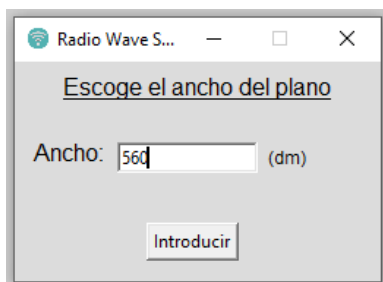 Radio Wave S...
Escoge el ancho del plano
Ancho: 560 (dm)
Introducir